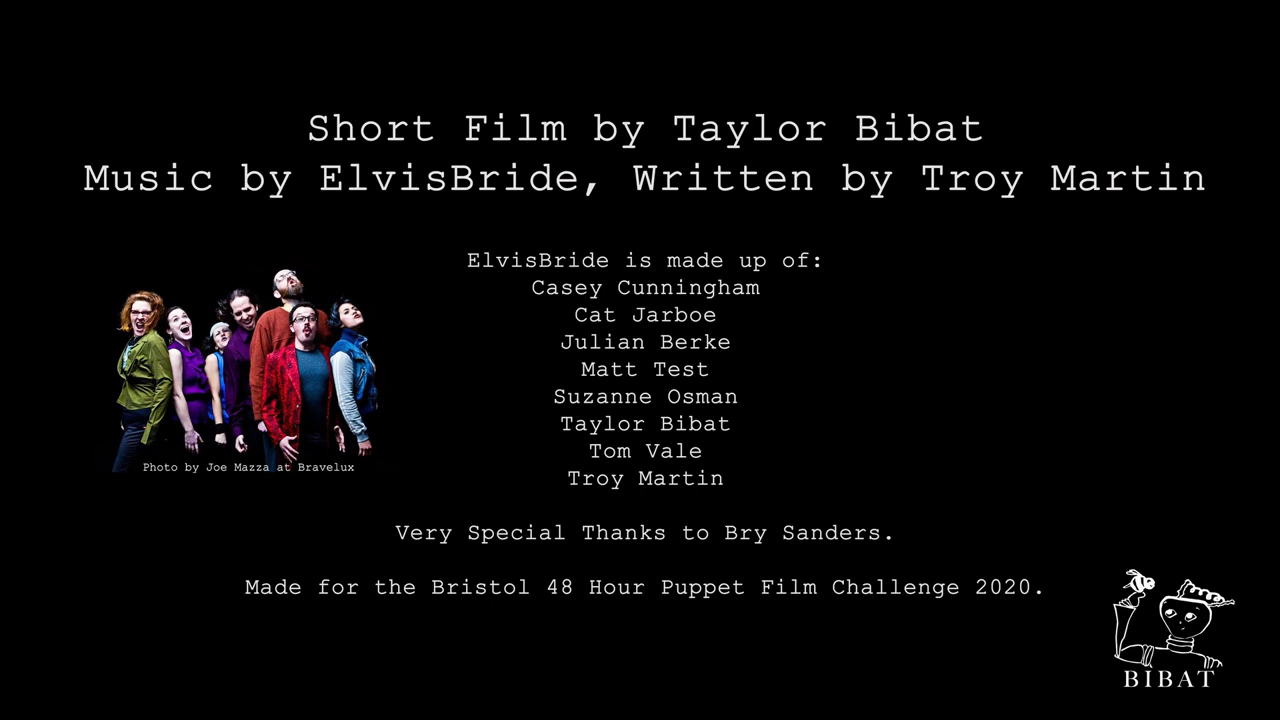 Short Film by Taylor Bibat
Music by ElvisBride, Written by Troy Martin
ElvisBride is made up of:
Casey Cunningham
Cat Jarboe
Julian Berke
Matt Test
Suzanne Osman
Taylor Bibat
Tom Vale
Troy Martin
Photo by Joe Mazza at Bravelux
Very Special Thanks to Bry Sanders.
Made for the Bristol 48 Hour Puppet Film Challenge 2020.
BIBAT